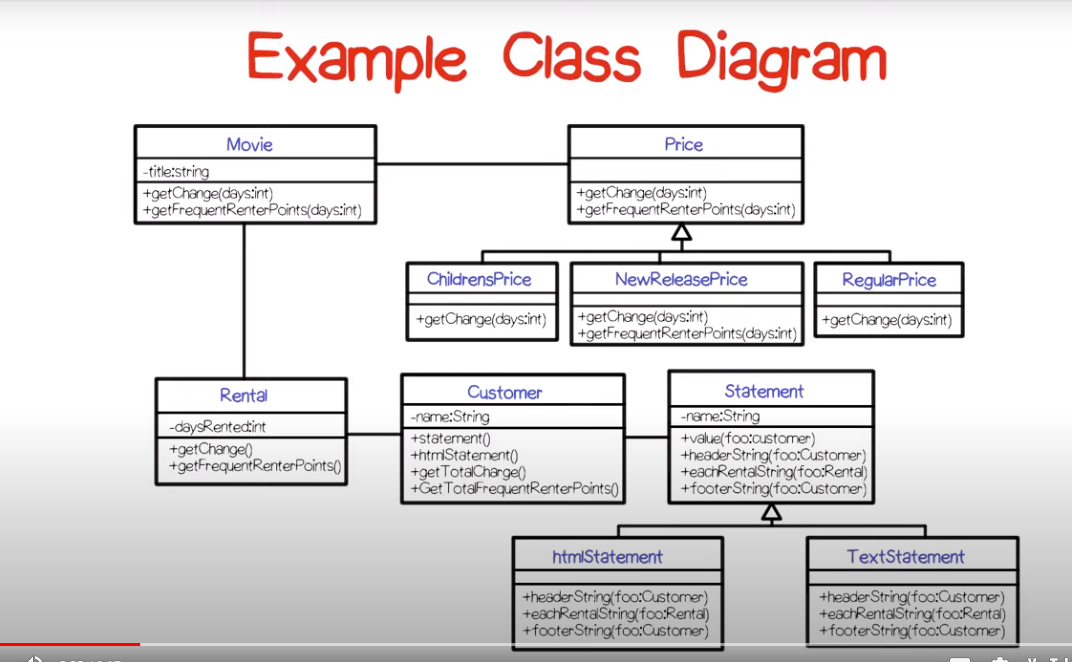 Example Class Diagram
Movie
-title:string
+getChange(days:int)
+getFrequentRenterPoints(days:int)
Price
+getChange(days:int)
+getFrequentRenterPoints(days:int)
ChildrensPrice
+getChange(days:int)
NewReleasePrice
+getChange(days:int)
+getFrequentRenterPoints(days:int)
RegularPrice
+getChange(days:int)
Rental
-daysRented:int
+getChange()
+getFrequentRenterPoints()
Customer
-name:String
+statement()
+htmlStatement()
+getTotalCharge()
+GetTotalFrequentRenterPoints()
Statement
-name:String
+value(foo:customer)
+headerString(foo:Customer)
+eachRentalString(foo:Rental)
+footerString(foo:Customer)
htmlStatement
+headerString(foo:Customer)
+eachRentalString(foo:Rental)
+footerString(foo:Customer)
TextStatement
+headerString(foo:Customer)
+eachRentalString(foo:Rental)
+footerString(foo:Customer)